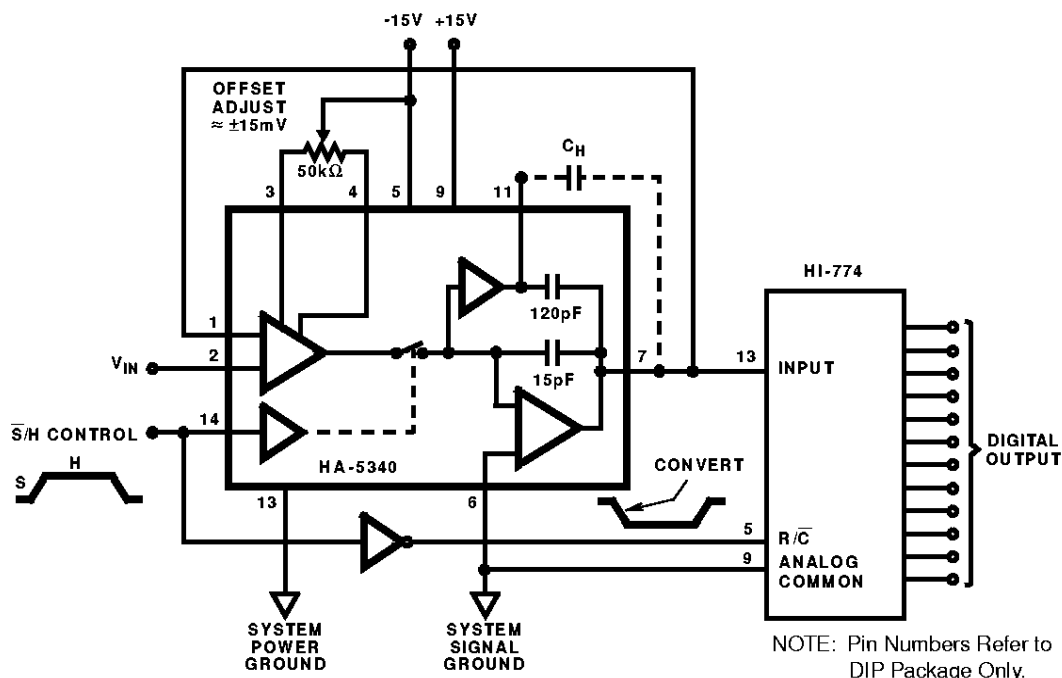 -15V +15V
OFFSET
ADJUST
≈ ±15mV
50kΩ
CH
3 4 5 9 11
HI-774
1
120pF
2
VIN
7 13 INPUT
15pF
14
S̅/H CONTROL
DIGITAL
OUTPUT
H
S
HA-5340
CONVERT
13 6
5 R/C̅
9 ANALOG
COMMON
SYSTEM
POWER
GROUND
SYSTEM
SIGNAL
GROUND
NOTE: Pin Numbers Refer to
DIP Package Only.